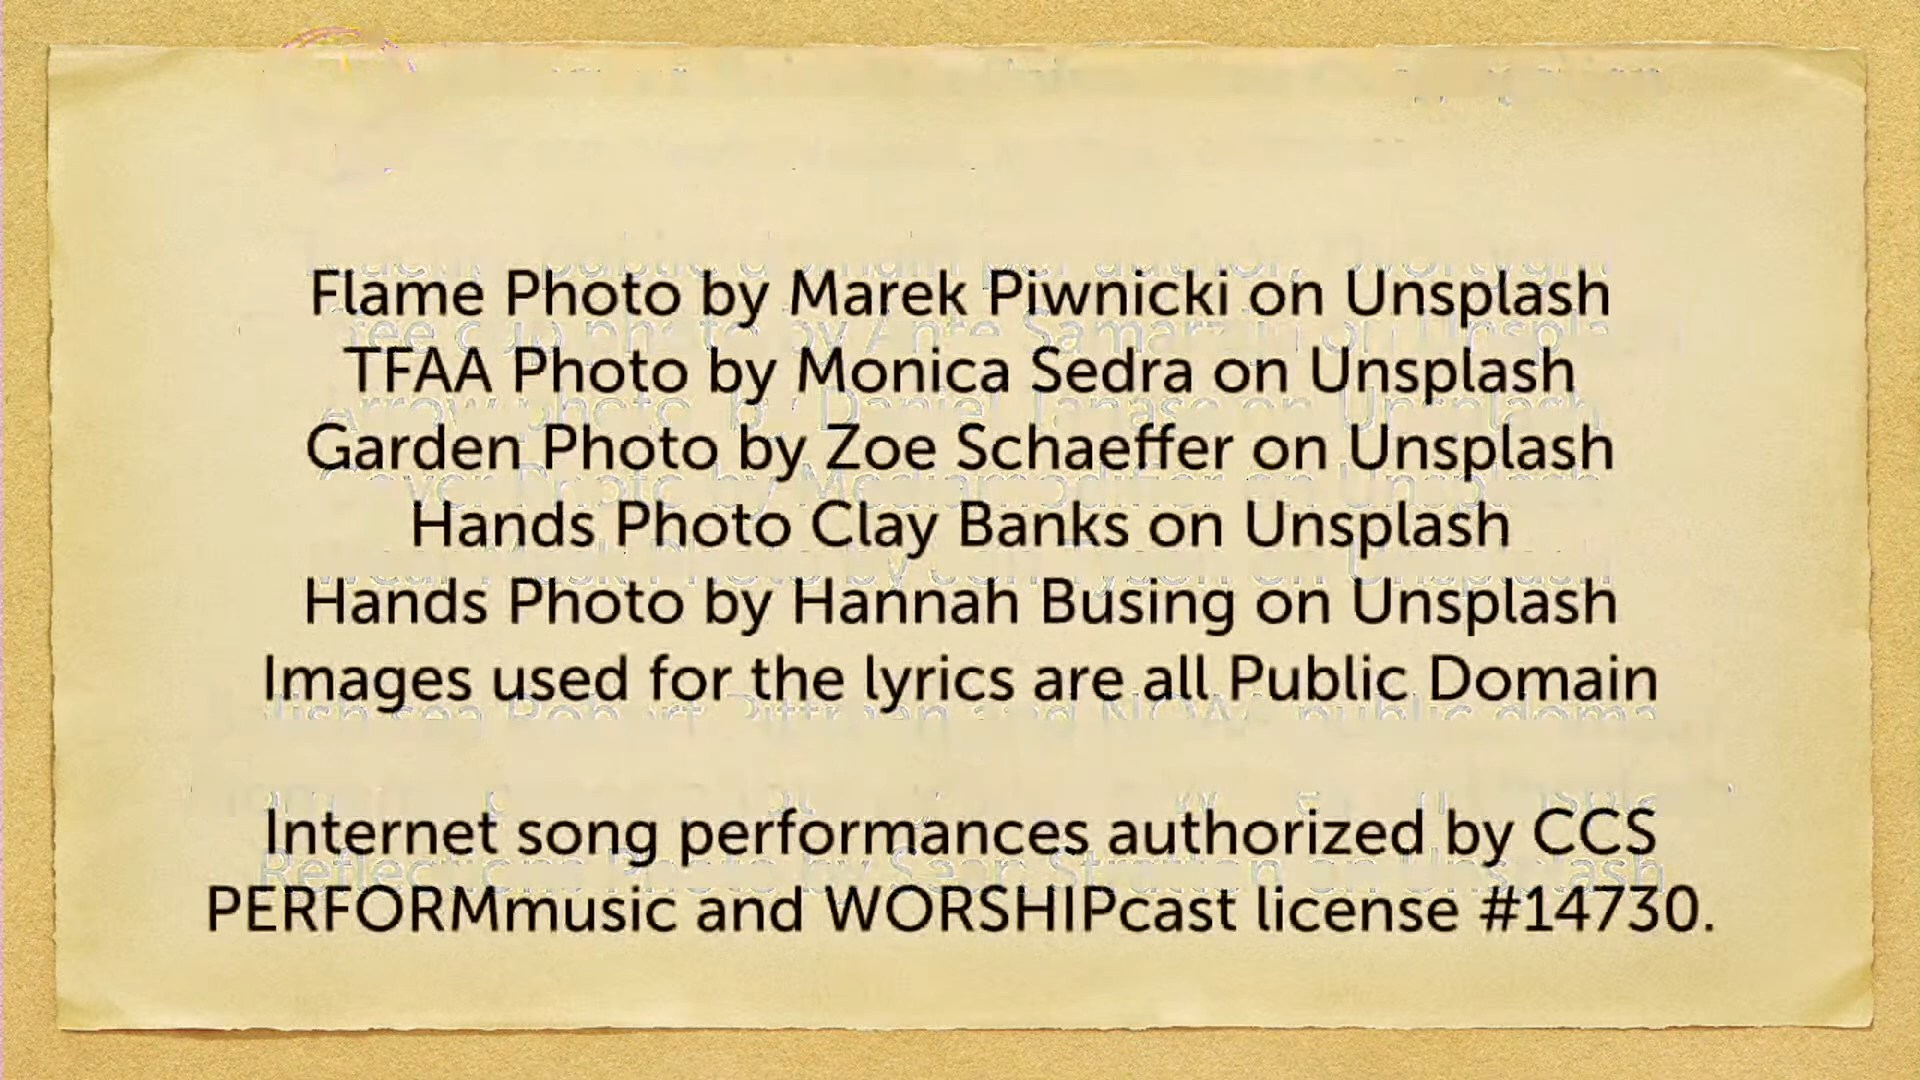 Flame Photo by Marek Piwnicki on Unsplash
TFAA Photo by Monica Sedra on Unsplash
Garden Photo by Zoe Schaeffer on Unsplash
Hands Photo Clay Banks on Unsplash
Hands Photo by Hannah Busing on Unsplash
Images used for the lyrics are all Public Domain
Internet song performances authorized by CCS
PERFORMmusic and WORSHIPcast license #14730.